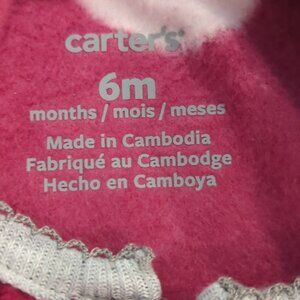 carter's®
6m
months / mois / meses
Made in Cambodia
Fabriqué au Cambodge
Hecho en Camboya